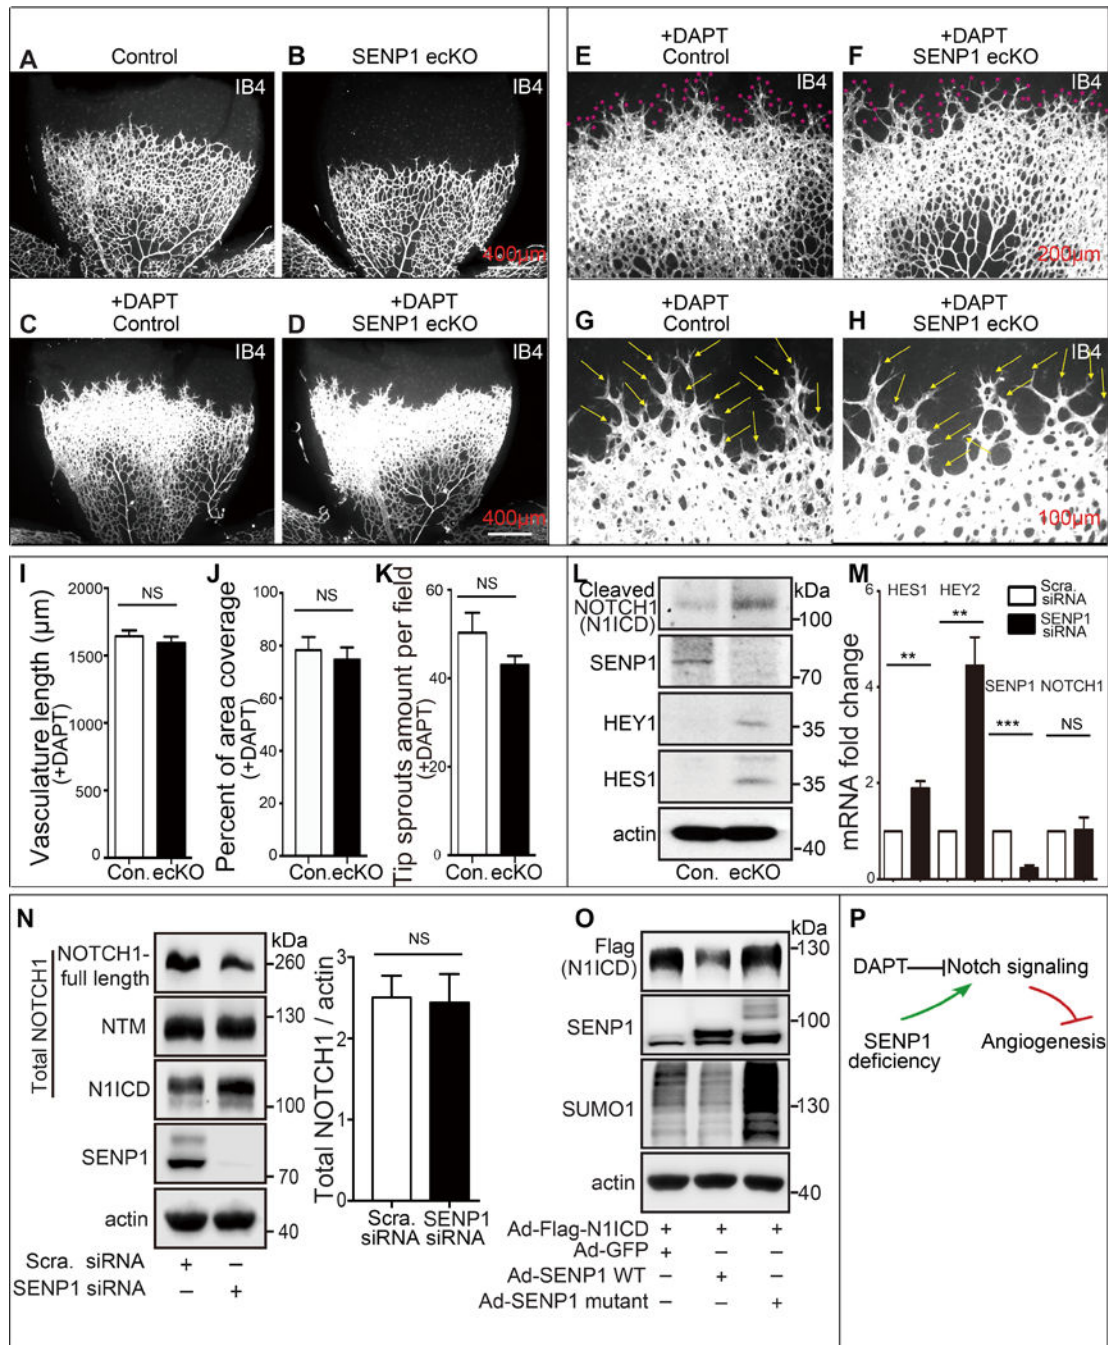 A
Control
IB4
B
SENP1 ecKO
IB4
400µm
C
+DAPT
Control
IB4
D
+DAPT
SENP1 ecKO
IB4
400µm
E
+DAPT
Control
IB4
F
+DAPT
SENP1 ecKO
IB4
200µm
G
+DAPT
Control
H
+DAPT
SENP1 ecKO
IB4
100µm
I
Vasculature length (µm)
(+DAPT)
2000
1500
1000
500
0
NS
Con. ecKO
J
Percent of area coverage
(+DAPT)
100
80
60
40
20
0
NS
Con. ecKO
K
Tip sprouts amount per field
(+DAPT)
60
40
20
0
NS
Con. ecKO
L
Cleaved
NOTCH1
(N1ICD)
SENP1
HEY1
HES1
actin
kDa
100
70
35
35
40
Con. ecKO
M
mRNA fold change
6
4
2
0
HES1
HEY2
SENP1
NOTCH1
**
**
***
NS
Scra.
siRNA
SENP1
siRNA
N
Total NOTCH1
NOTCH1-
full length
NTM
N1ICD
SENP1
actin
kDa
260
130
100
70
40
Scra. siRNA + −
SENP1 siRNA − +
Total NOTCH1 / actin
3
2
1
0
NS
Scra.
siRNA
SENP1
siRNA
O
Flag
(N1ICD)
SENP1
SUMO1
actin
kDa
130
100
130
40
Ad-Flag-N1ICD + + +
Ad-GFP + − −
Ad-SENP1 WT − + −
Ad-SENP1 mutant − − +
P
DAPT
Notch signaling
SENP1
deficiency
Angiogenesis